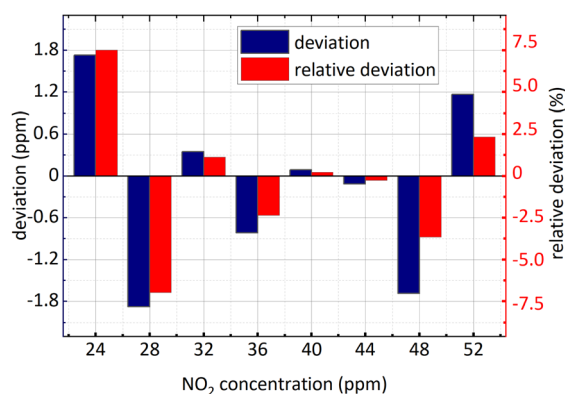 deviation
relative deviation
1.8
1.2
0.6
0
-0.6
-1.2
-1.8
deviation (ppm)
7.5
5.0
2.5
0
-2.5
-5.0
-7.5
relative deviation (%)
24 28 32 36 40 44 48 52
NO₂ concentration (ppm)